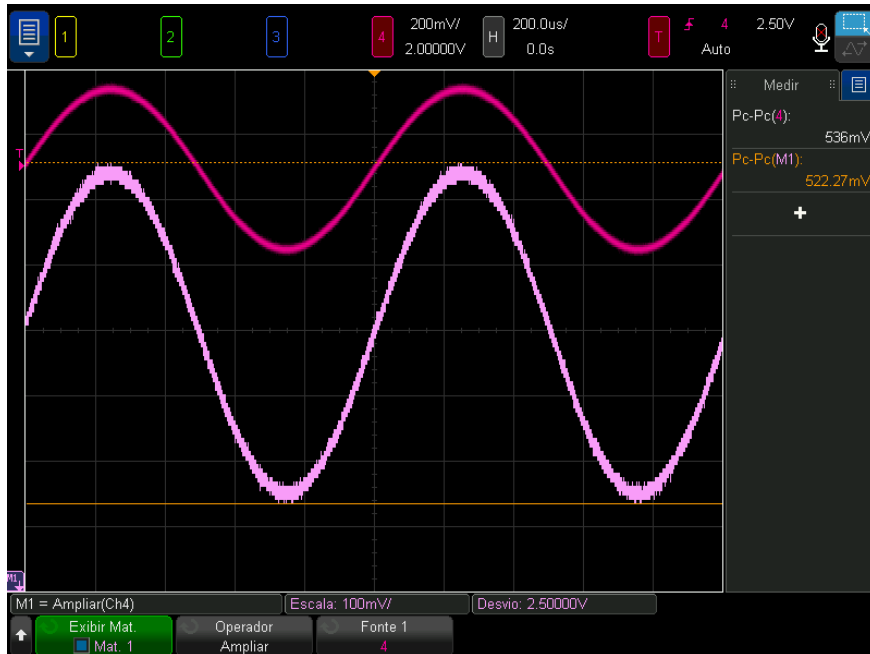 1 2 3 4 200mV/ 2.00000V H 200.0us/ 0.0s T 4 2.50V Auto
Medir
Pc-Pc(4):
536mV
Pc-Pc(M1):
522.27mV
+
T
M1
M1 = Ampliar(Ch4) Escala: 100mV/ Desvio: 2.50000V
Exibir Mat. Operador Fonte 1
Mat. 1 Ampliar 4